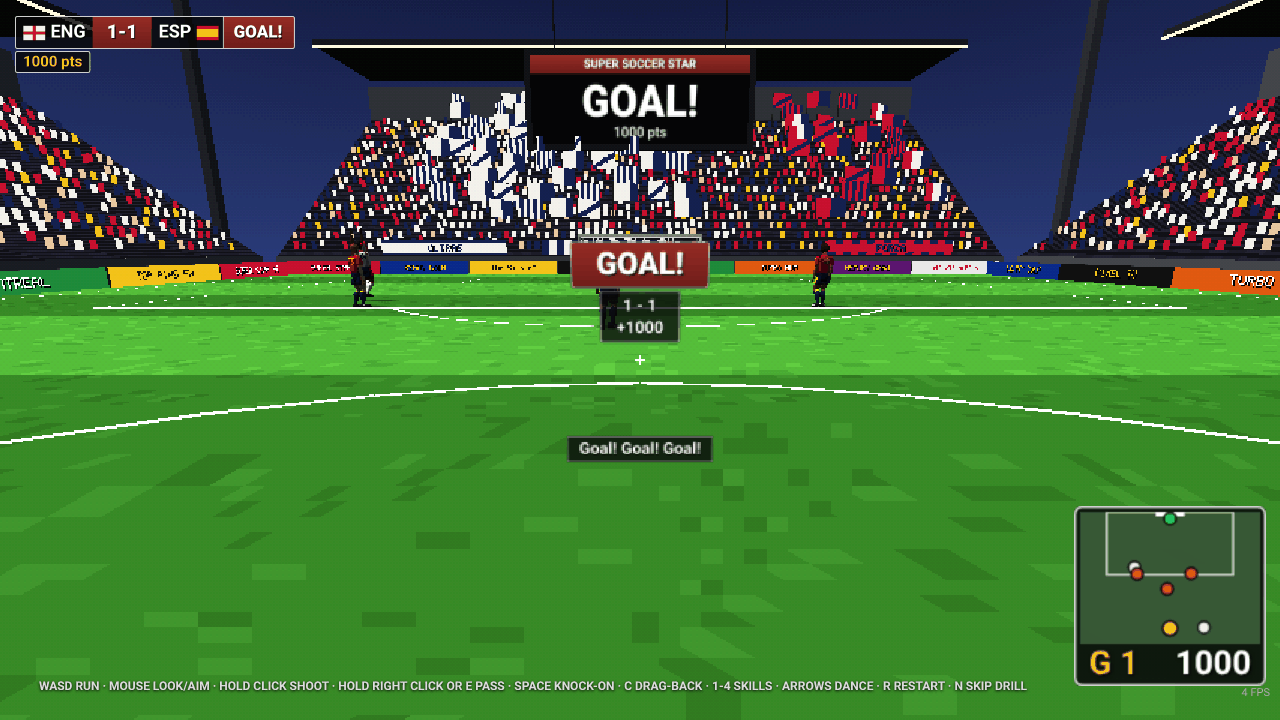 ENG 1-1 ESP GOAL!
1000 pts
SUPER SOCCER STAR
GOAL!
1000 pts
ULTRAS
TURBO
GOAL!
1 - 1
+1000
Goal! Goal! Goal!
G 1 1000
WASD RUN · MOUSE LOOK/AIM · HOLD CLICK SHOOT · HOLD RIGHT CLICK OR E PASS · SPACE KNOCK-ON · C DRAG-BACK · 1-4 SKILLS · ARROWS DANCE · R RESTART · N SKIP DRILL
4 FPS